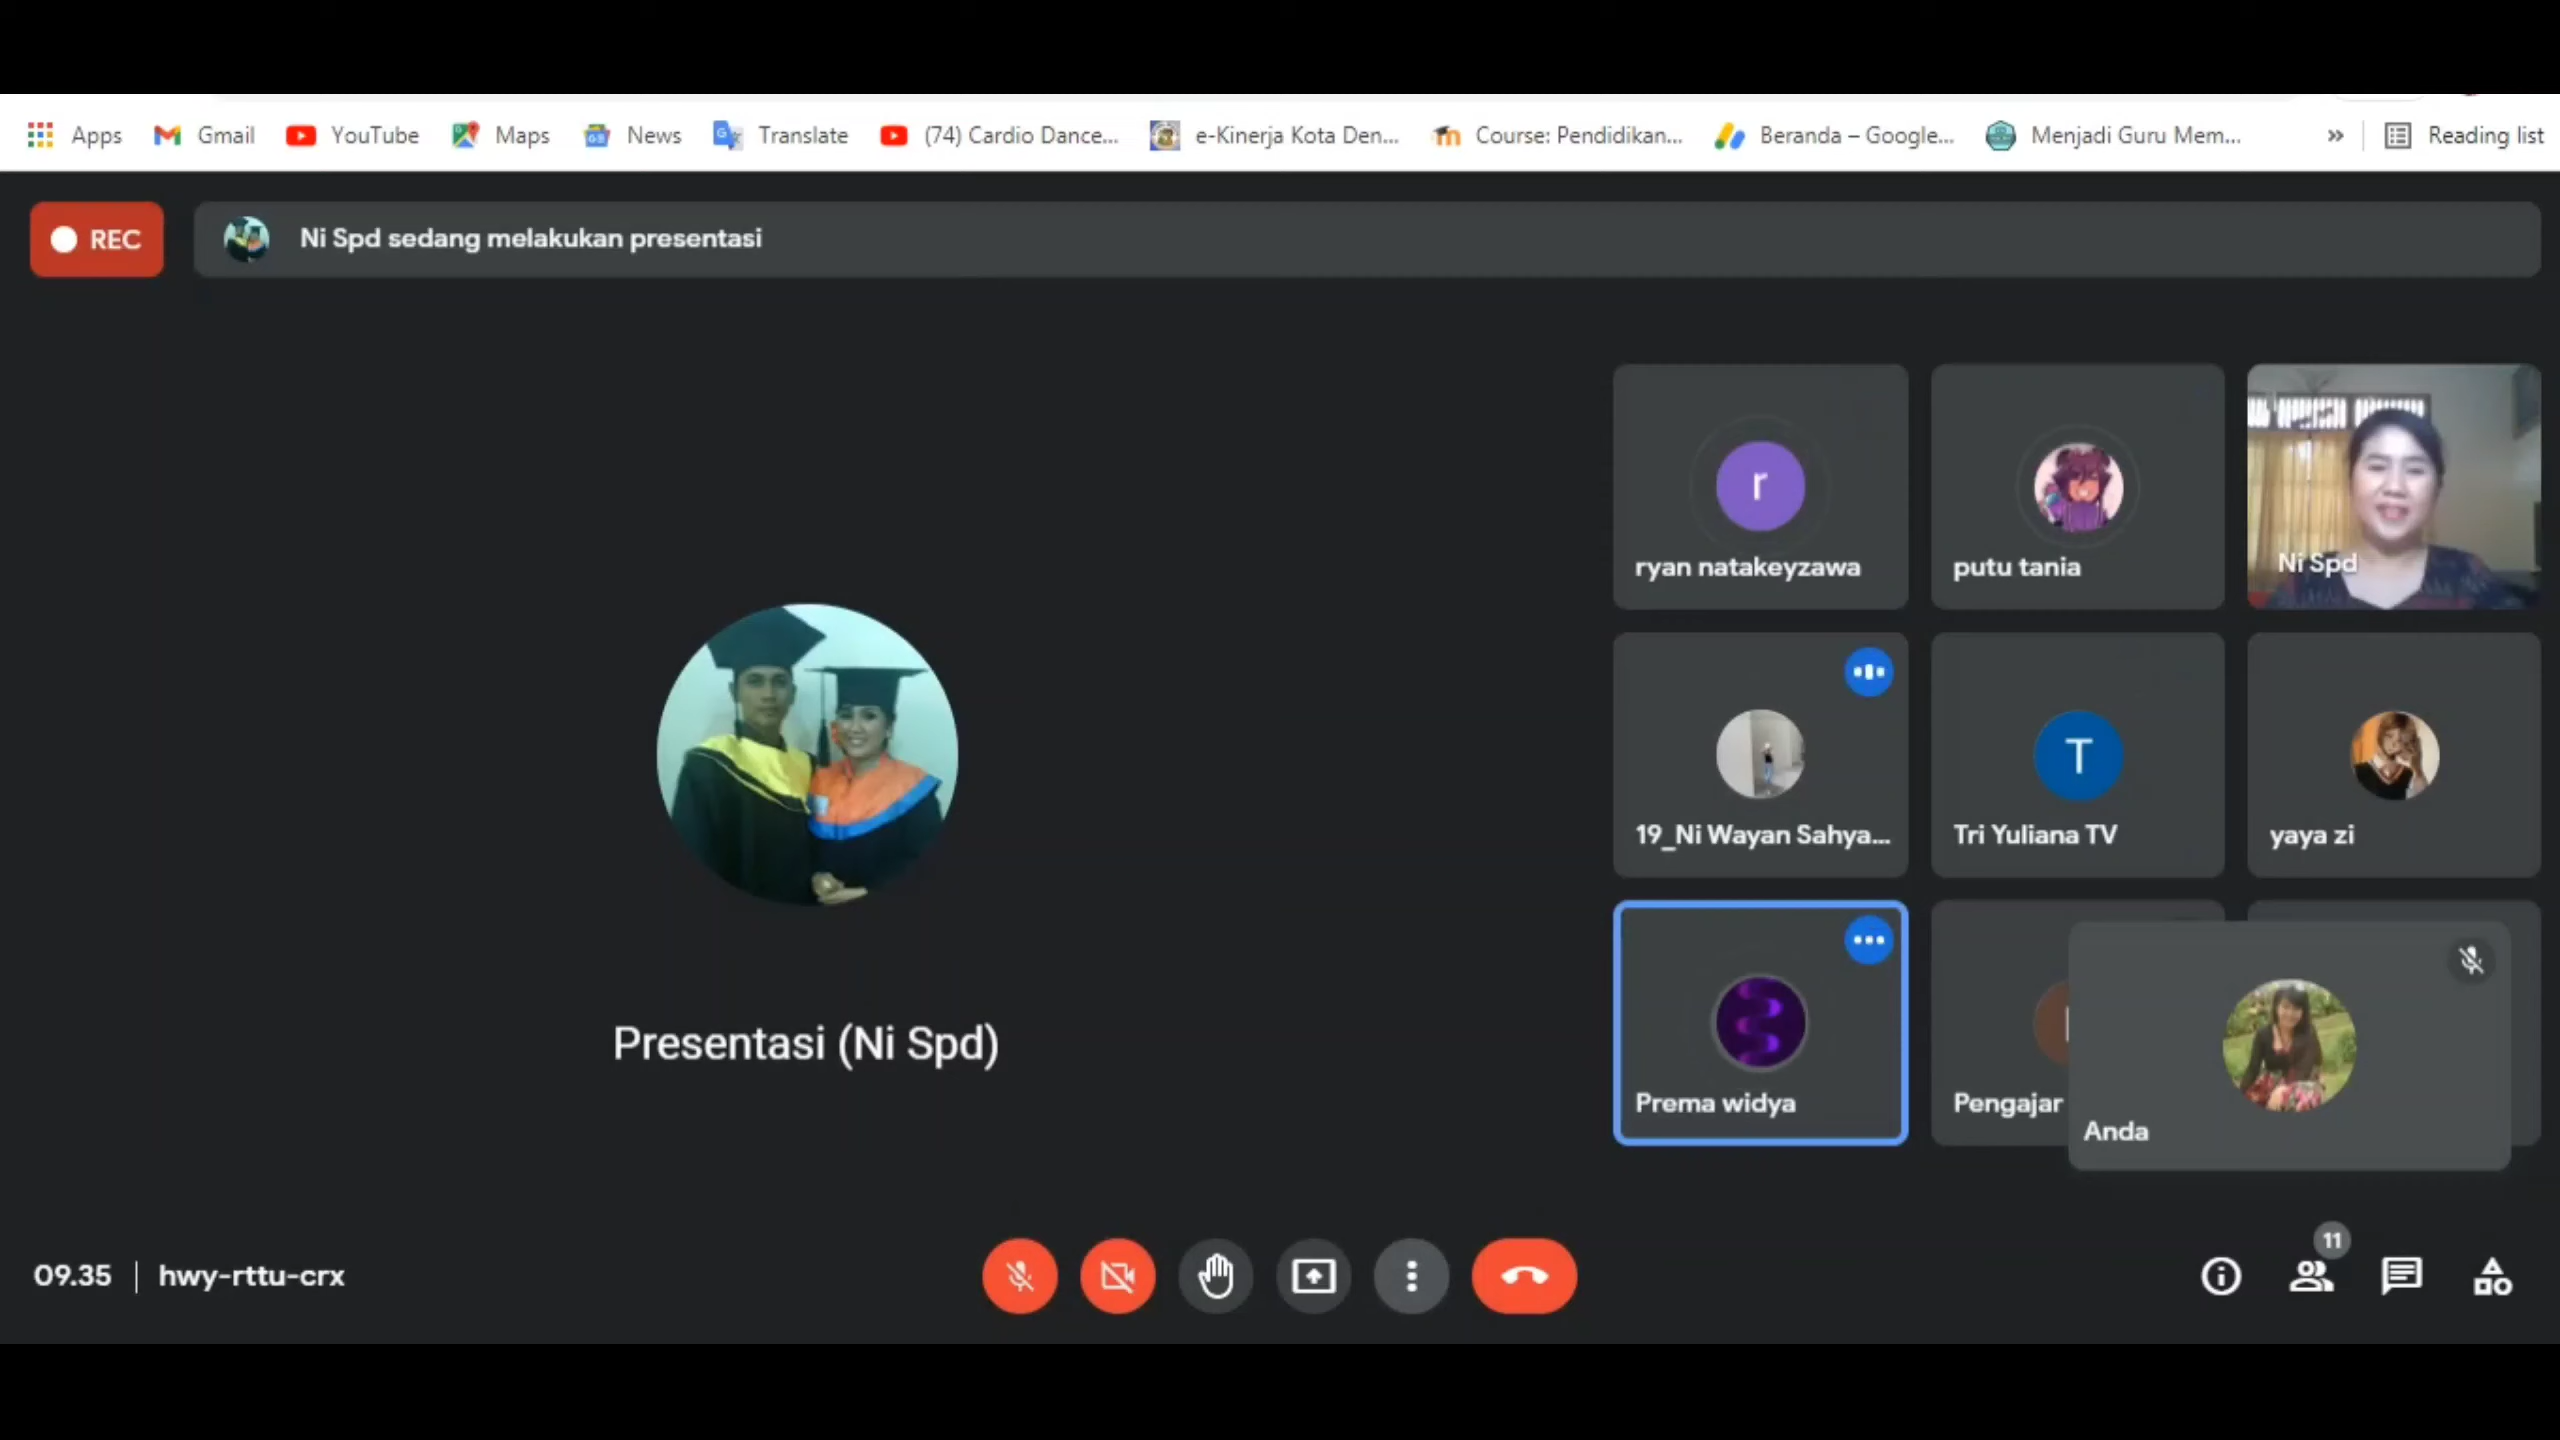 Apps Gmail YouTube Maps News Translate (74) Cardio Dance... e-Kinerja Kota Den... Course: Pendidikan... Beranda – Google... Menjadi Guru Mem... » Reading list
REC Ni Spd sedang melakukan presentasi
r
ryan natakeyzawa putu tania Ni Spd
T
19_Ni Wayan Sahya... Tri Yuliana TV yaya zi
Presentasi (Ni Spd)
Prema widya Pengajar
Anda
11
09.35 | hwy-rttu-crx